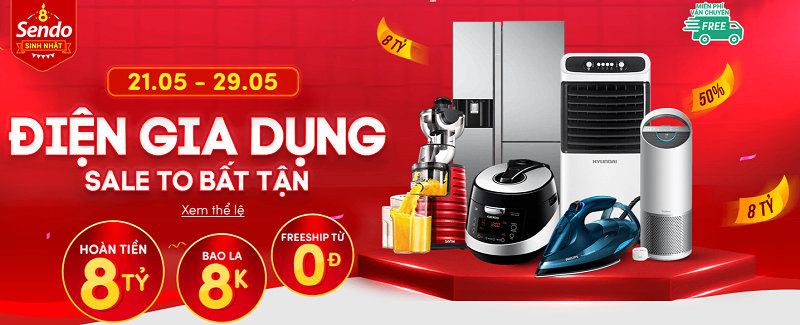 8
Sendo
SINH NHẬT
MIỄN PHÍ
VẬN CHUYỂN
FREE
21.05 - 29.05
ĐIỆN GIA DỤNG
SALE TO BẤT TẬN
Xem thể lệ
HOÀN TIỀN
8 TỶ
BAO LA
8K
FREESHIP TỪ
0Đ
8 TỶ
50%
8 TỶ
HYUNDAI
PHILIPS